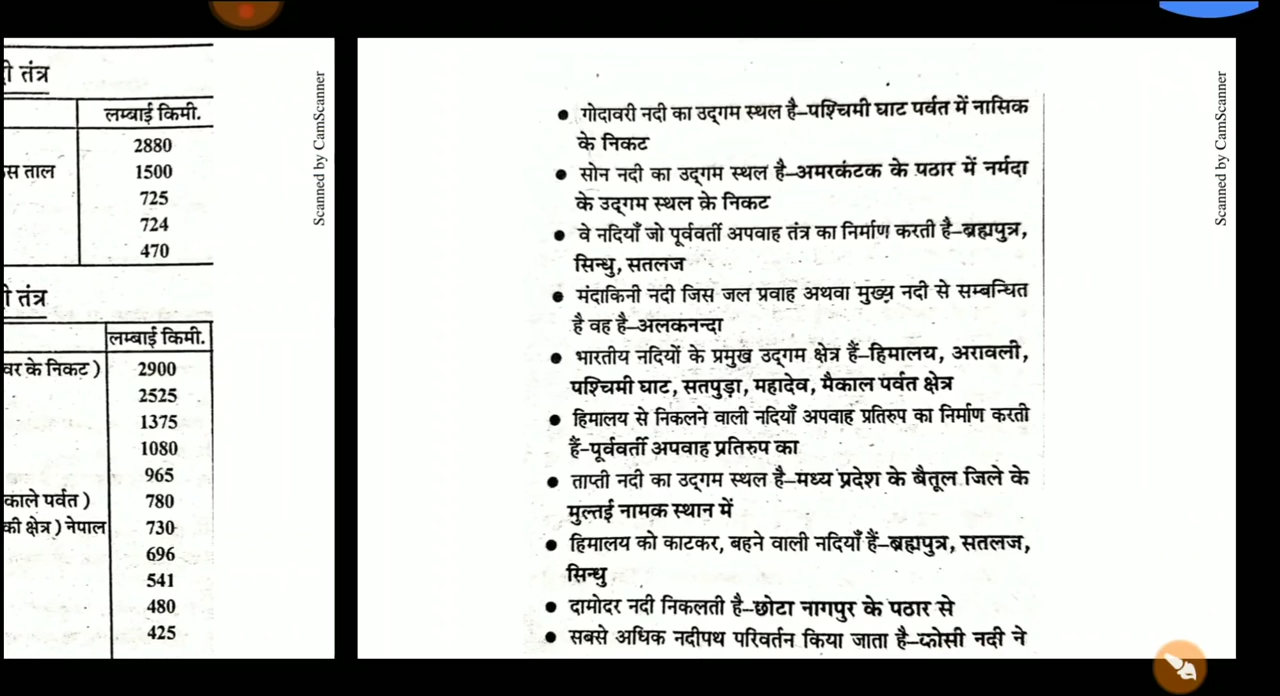 ी तंत्र
लम्बाई किमी.
2880
स ताल 1500
725
724
470
ी तंत्र
लम्बाई किमी.
वर के निकट ) 2900
2525
1375
1080
965
काले पर्वत ) 780
की क्षेत्र ) नेपाल 730
696
541
480
425
Scanned by CamScanner
• गोदावरी नदी का उद्गम स्थल है–पश्चिमी घाट पर्वत में नासिक
के निकट
• सोन नदी का उद्गम स्थल है–अमरकंटक के पठार में नर्मदा
के उद्गम स्थल के निकट
• वे नदियाँ जो पूर्ववर्ती अपवाह तंत्र का निर्माण करती है–ब्रह्मपुत्र,
सिन्धु, सतलज
• मंदाकिनी नदी जिस जल प्रवाह अथवा मुख्य नदी से सम्बन्धित
है वह है–अलकनन्दा
• भारतीय नदियों के प्रमुख उद्गम क्षेत्र हैं–हिमालय, अरावली,
पश्चिमी घाट, सतपुड़ा, महादेव, मैकाल पर्वत क्षेत्र
• हिमालय से निकलने वाली नदियाँ अपवाह प्रतिरुप का निर्माण करती
हैं–पूर्ववर्ती अपवाह प्रतिरुप का
• ताप्ती नदी का उद्गम स्थल है–मध्य प्रदेश के बैतूल जिले के
मुल्तई नामक स्थान में
• हिमालय को काटकर, बहने वाली नदियाँ हैं–ब्रह्मपुत्र, सतलज,
सिन्धु
• दामोदर नदी निकलती है–छोटा नागपुर के पठार से
• सबसे अधिक नदीपथ परिवर्तन किया जाता है–कोसी नदी ने
Scanned by CamScanner